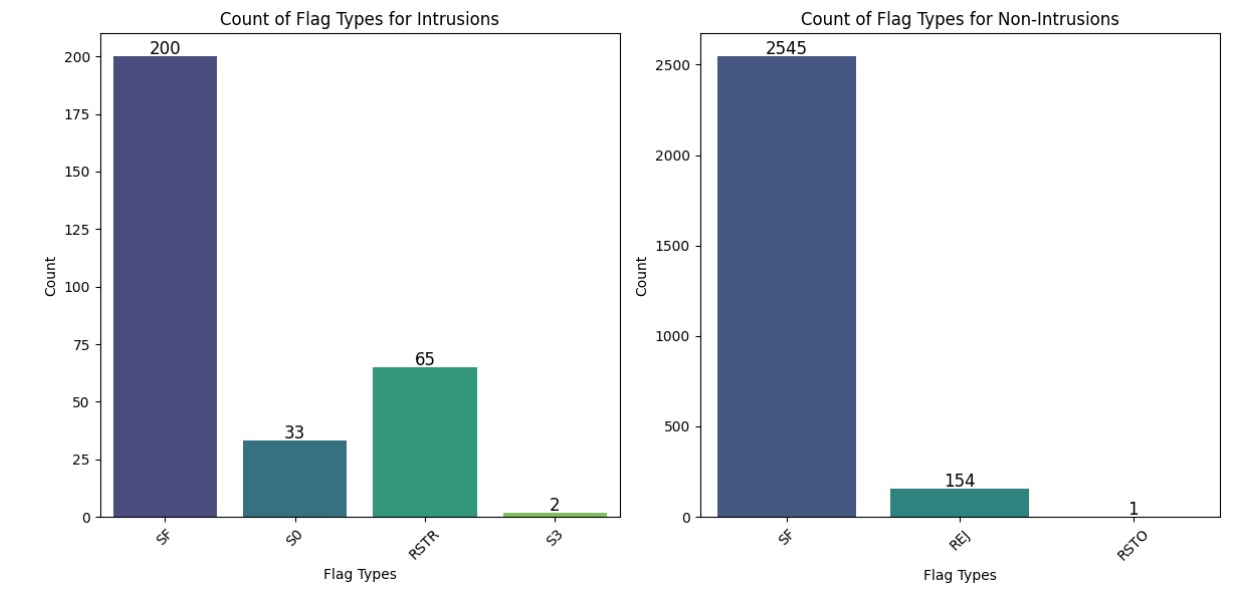 Count of Flag Types for Intrusions
Count
200
175
150
125
100
75
50
25
0
200
33
65
2
SF
S0
RSTR
S3
Flag Types
Count of Flag Types for Non-Intrusions
Count
2500
2000
1500
1000
500
0
2545
154
1
SF
REJ
RSTO
Flag Types